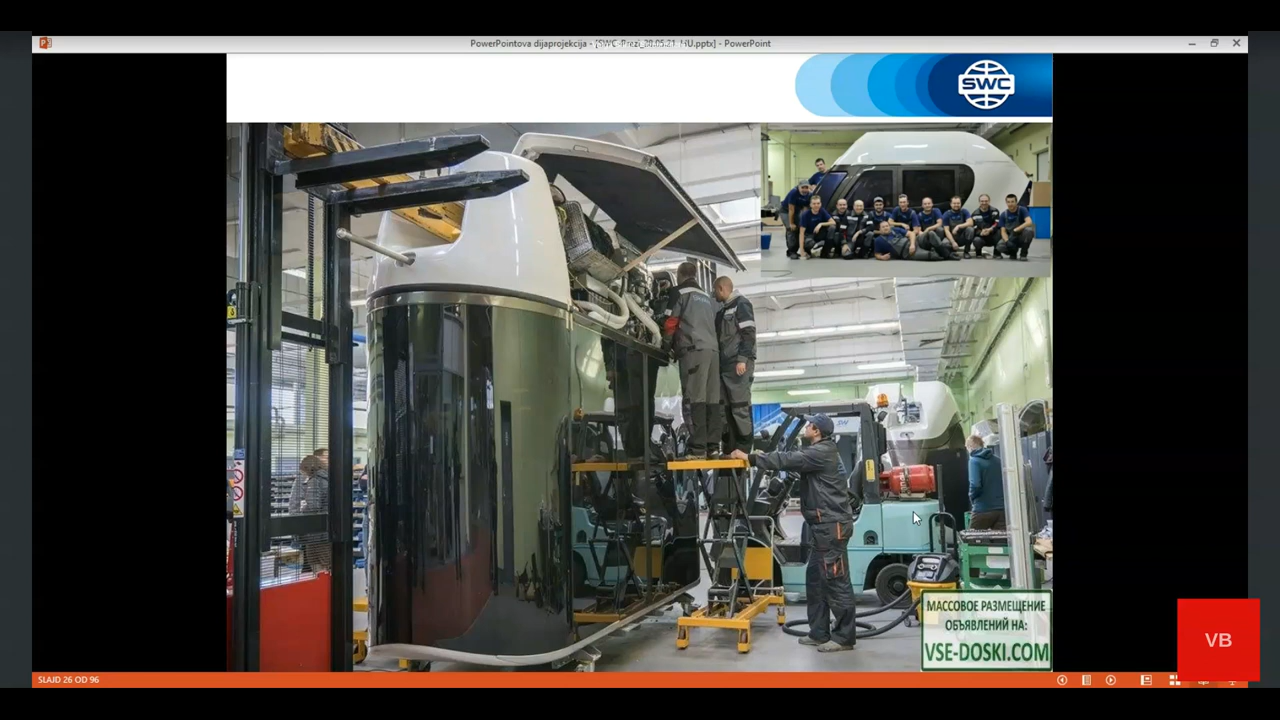 PowerPointova dijaprojekcija - [SWC-Prezi_20.05.21_HU.pptx] - PowerPoint
SWC
МАССОВОЕ РАЗМЕЩЕНИЕ
ОБЪЯВЛЕНИЙ НА:
VSE-DOSKI.COM
VB
SLAJD 26 OD 96